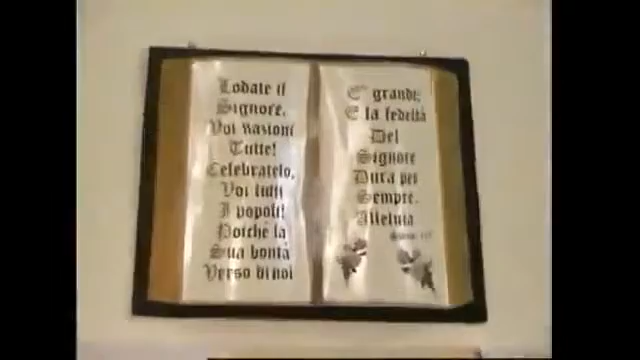 Lodate il
Signore,
Voi nazioni
Tutte!
Celebratelo,
Voi tutti
I popoli!
Poiché la
Sua bontà
Verso di noi
E' grande;
E la fedeltà
Del
Signore
Dura per
Sempre.
Alleluia